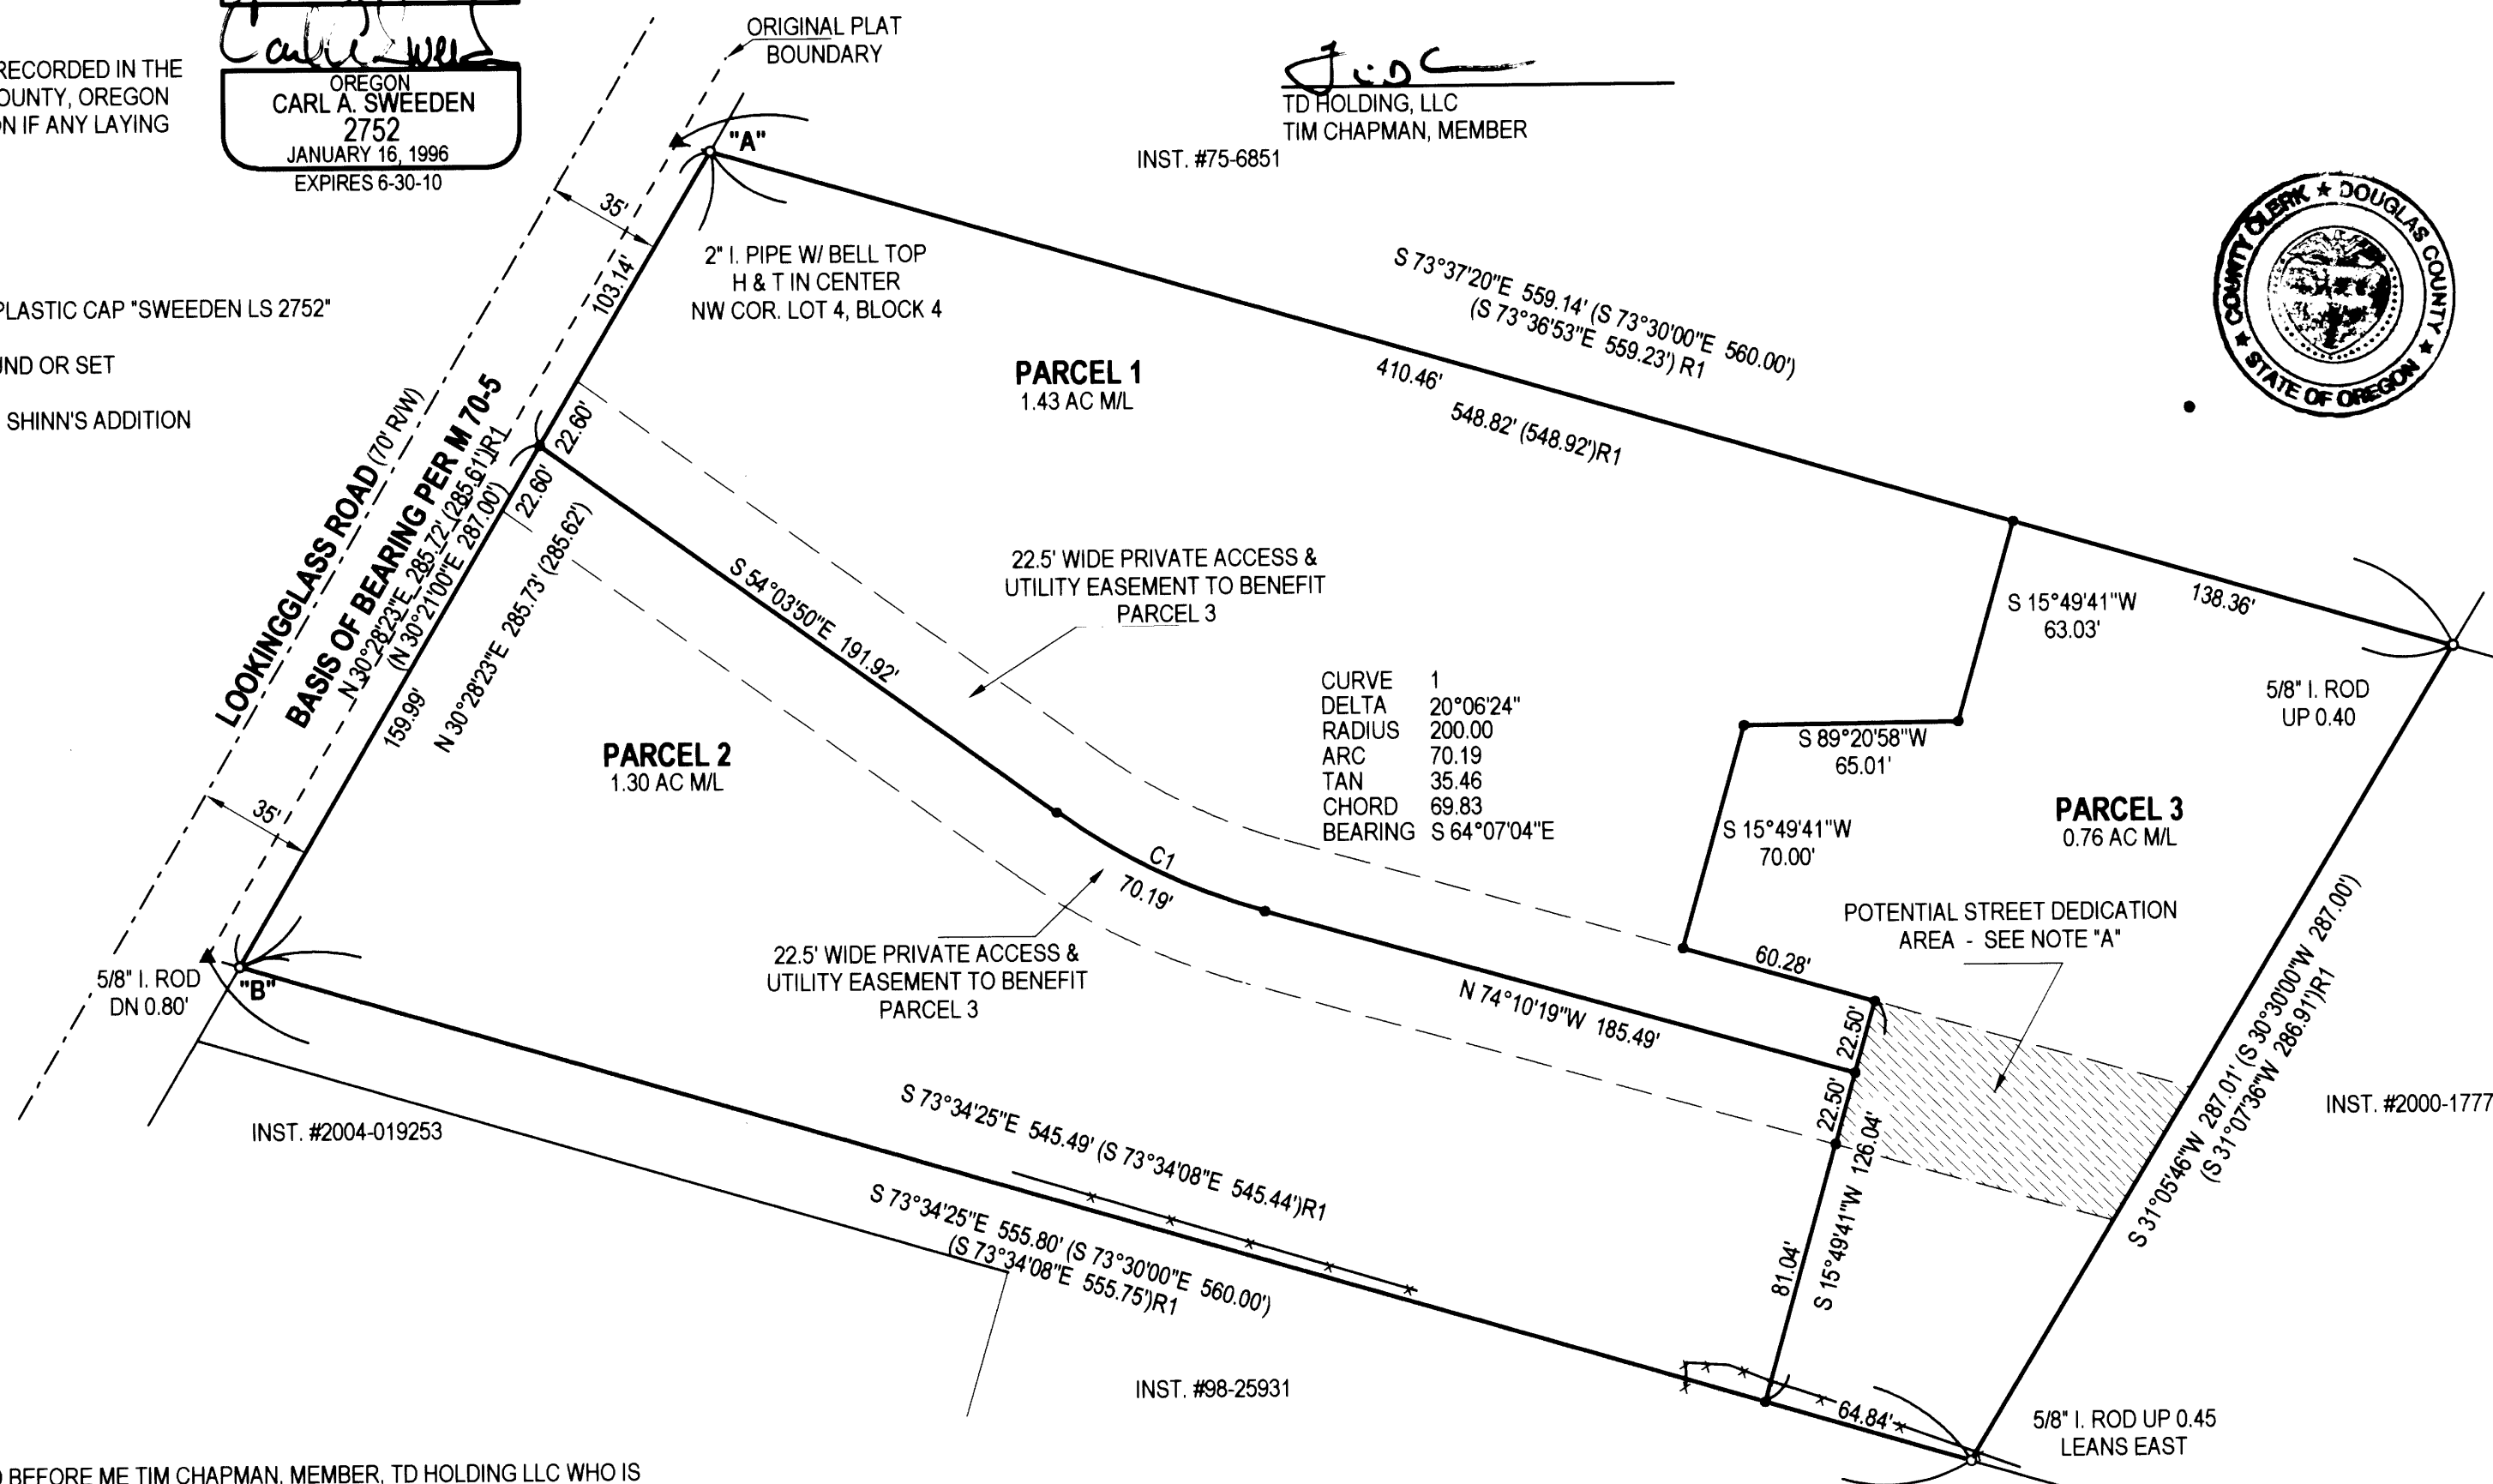 RECORDED IN THE
OUNTY, OREGON
ON IF ANY LAYING
OREGON
CARL A. SWEEDEN
2752
JANUARY 16, 1996
EXPIRES 6-30-10
ORIGINAL PLAT
BOUNDARY
TD HOLDING, LLC
TIM CHAPMAN, MEMBER
INST. #75-6851
COUNTY CLERK ★ DOUGLAS COUNTY ★ STATE OF OREGON ★
PLASTIC CAP "SWEEDEN LS 2752"
UND OR SET
SHINN'S ADDITION
"A"
35'
103.14'
2" I. PIPE W/ BELL TOP
H & T IN CENTER
NW COR. LOT 4, BLOCK 4
S 73°37'20"E 559.14' (S 73°30'00"E 560.00')
(S 73°36'53"E 559.23') R1
410.46'
548.82' (548.92')R1
PARCEL 1
1.43 AC M/L
22.60'
22.60'
LOOKINGGLASS ROAD (70' R/W)
BASIS OF BEARING PER M 70-5
N 30°28'23"E 285.72' (285.61')R1
(N 30°21'00"E 287.00')
159.99'
N 30°28'23"E 285.73' (285.62')
S 54°03'50"E 191.92'
22.5' WIDE PRIVATE ACCESS &
UTILITY EASEMENT TO BENEFIT
PARCEL 3
S 15°49'41"W
63.03'
138.36'
5/8" I. ROD
UP 0.40
CURVE 1
DELTA 20°06'24"
RADIUS 200.00
ARC 70.19
TAN 35.46
CHORD 69.83
BEARING S 64°07'04"E
S 89°20'58"W
65.01'
PARCEL 2
1.30 AC M/L
35'
S 15°49'41"W
70.00'
PARCEL 3
0.76 AC M/L
C1
70.19'
POTENTIAL STREET DEDICATION
AREA - SEE NOTE "A"
22.5' WIDE PRIVATE ACCESS &
UTILITY EASEMENT TO BENEFIT
PARCEL 3
60.28'
N 74°10'19"W 185.49'
22.50'
22.50'
S 15°49'41"W 126.04'
81.04'
S 31°05'46"W 287.01' (S 30°30'00"W 287.00')
(S 31°07'36"W 286.91')R1
INST. #2000-1777
5/8" I. ROD
DN 0.80'
"B"
INST. #2004-019253
S 73°34'25"E 545.49' (S 73°34'08"E 545.44')R1
S 73°34'25"E 555.80' (S 73°30'00"E 560.00')
(S 73°34'08"E 555.75')R1
INST. #98-25931
64.84'
5/8" I. ROD UP 0.45
LEANS EAST
BEFORE ME TIM CHAPMAN, MEMBER, TD HOLDING LLC WHO IS